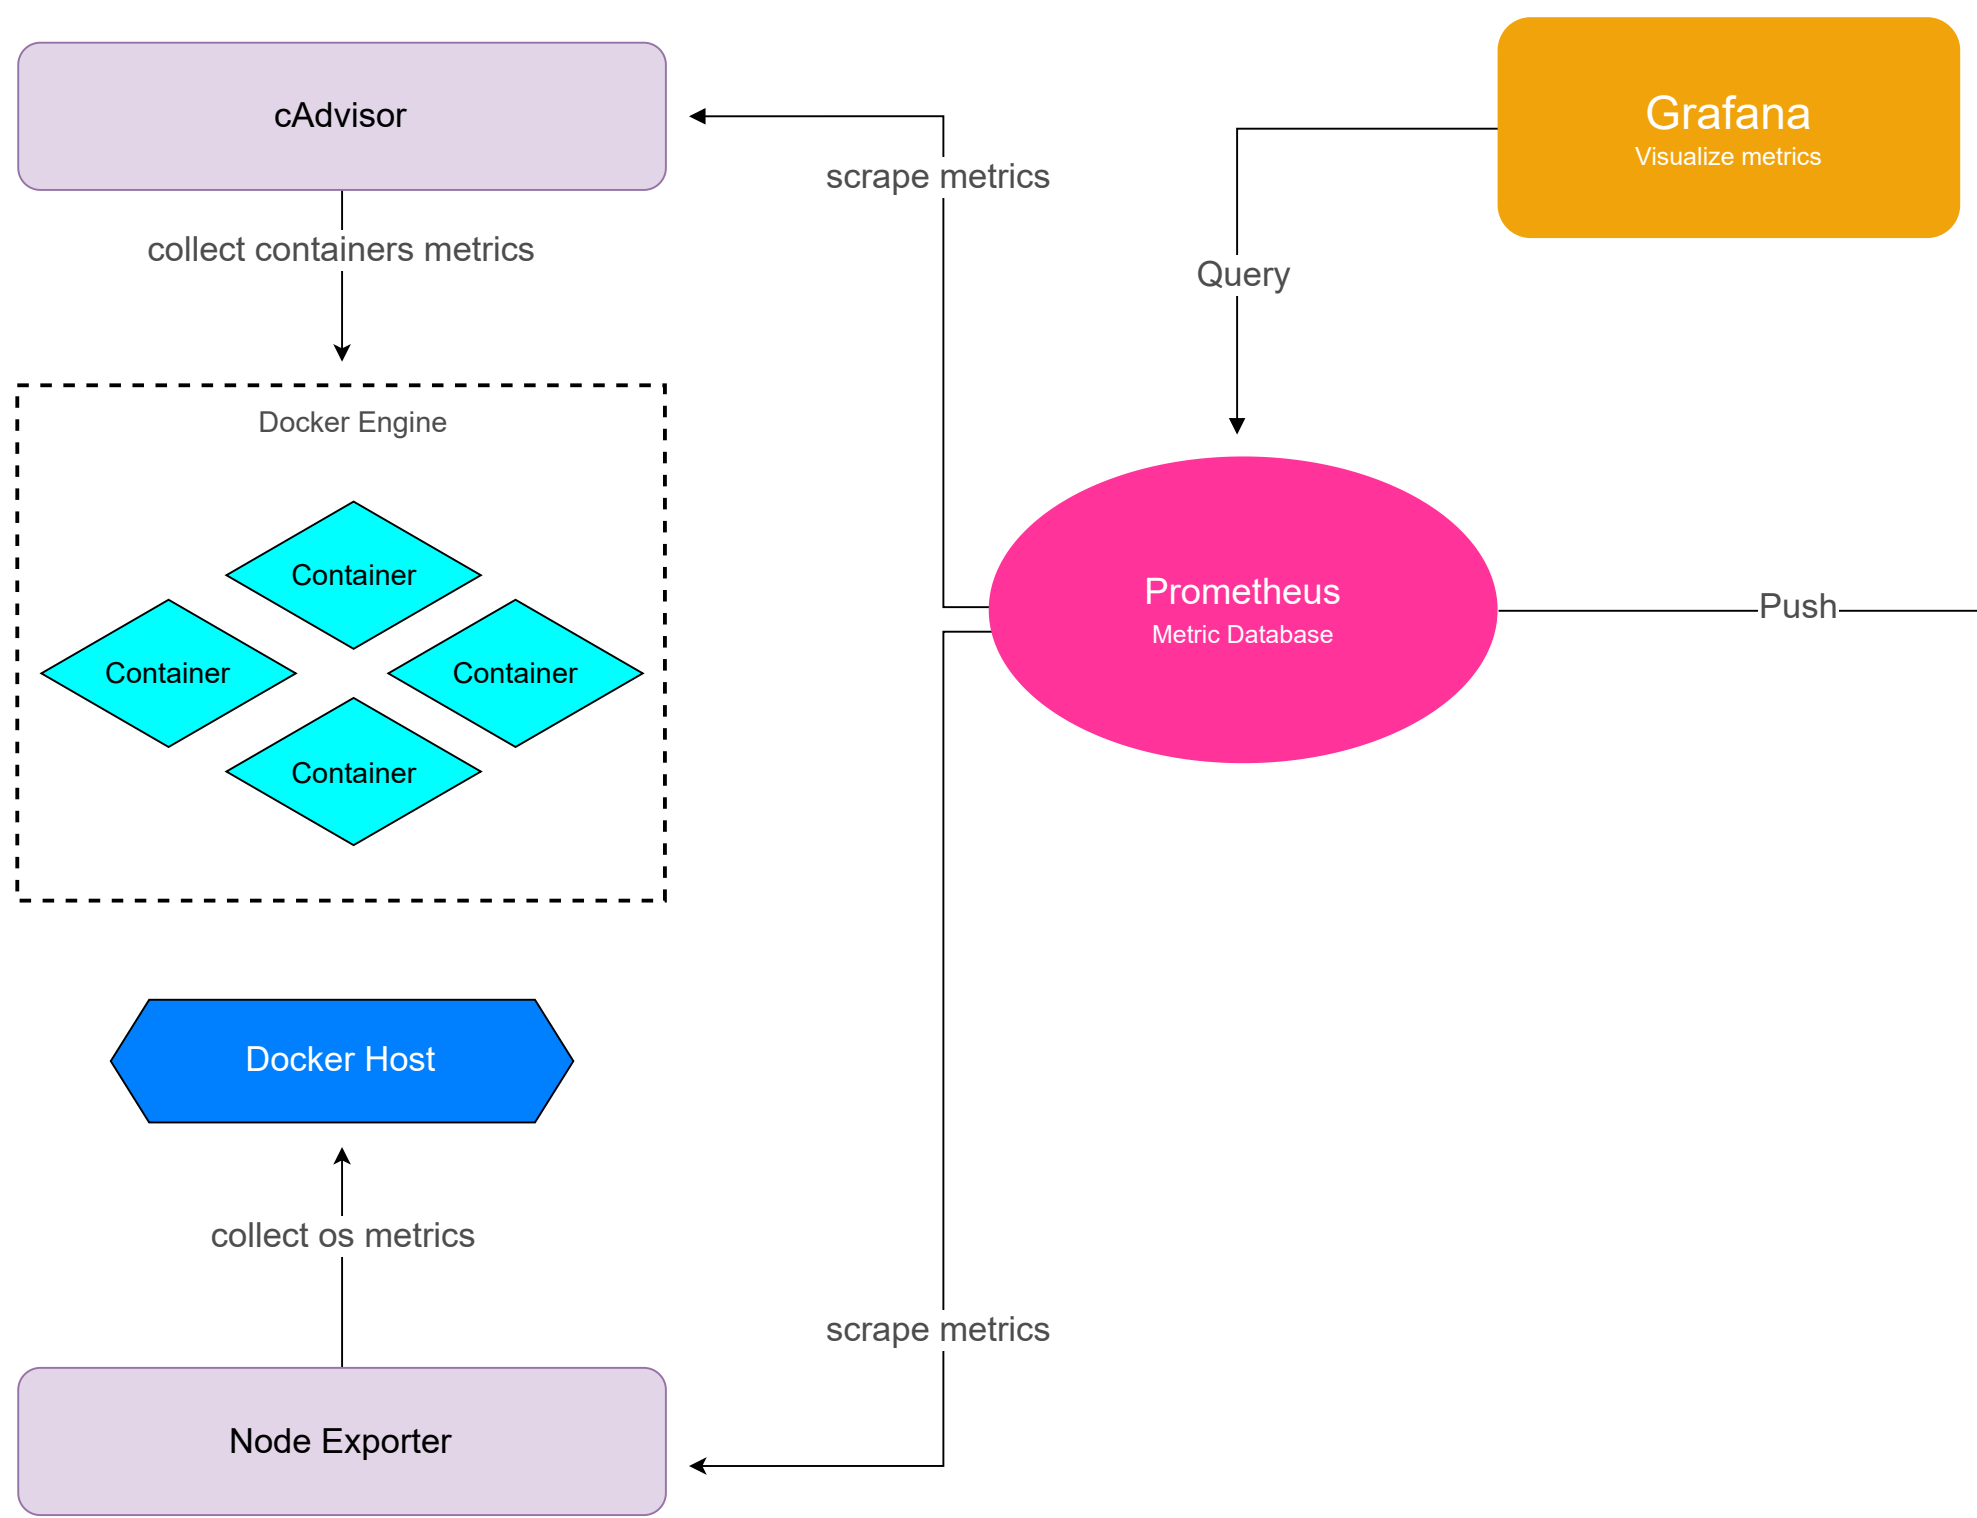 cAdvisor
Grafana
Visualize metrics
scrape metrics
collect containers metrics
Query
Docker Engine
Container
Container
Container
Container
Prometheus
Metric Database
Push
Docker Host
collect os metrics
scrape metrics
Node Exporter